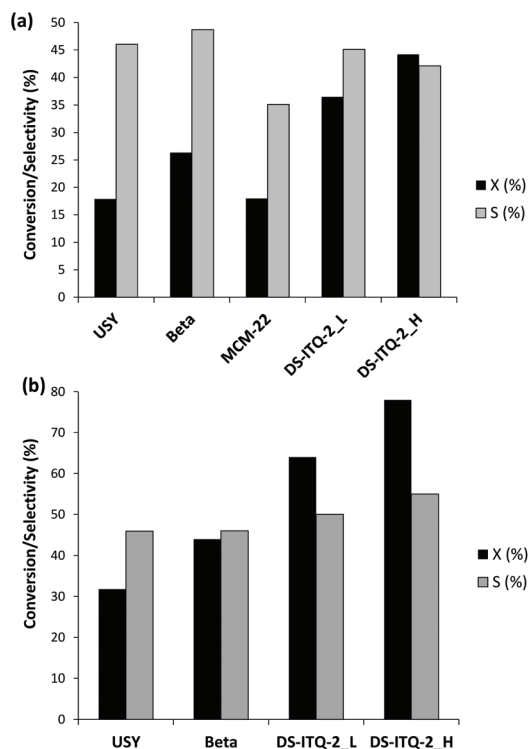 (a)
Conversion/Selectivity (%)
50
45
40
35
30
25
20
15
10
5
0
USY
Beta
MCM-22
DS-ITQ-2_L
DS-ITQ-2_H
X (%)
S (%)
(b)
Conversion/Selectivity (%)
80
70
60
50
40
30
20
10
0
USY
Beta
DS-ITQ-2_L
DS-ITQ-2_H
X (%)
S (%)